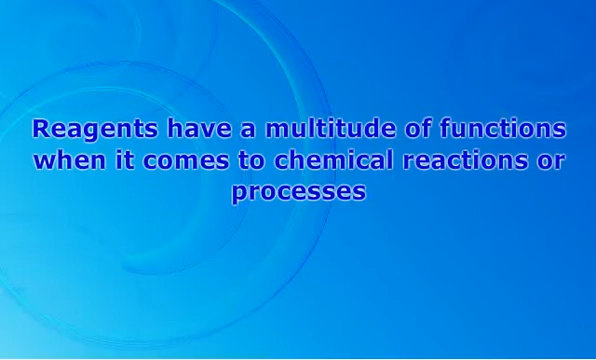 Reagents have a multitude of functions
when it comes to chemical reactions or
processes